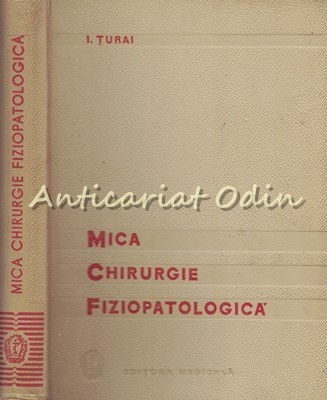 MICA CHIRURGIE FIZIOPATOLOGICĂ
I. ȚURAI
Anticariat Odin
MICA
CHIRURGIE
FIZIOPATOLOGICĂ
EDITURA MEDICALĂ